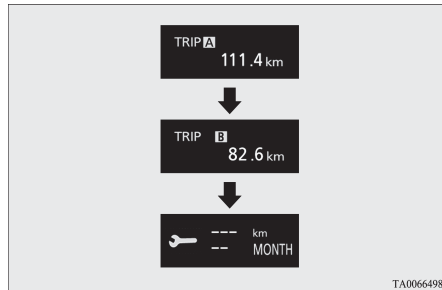 TRIP A
111.4 km
TRIP B
82.6 km
--- km
-- MONTH
TA0066498